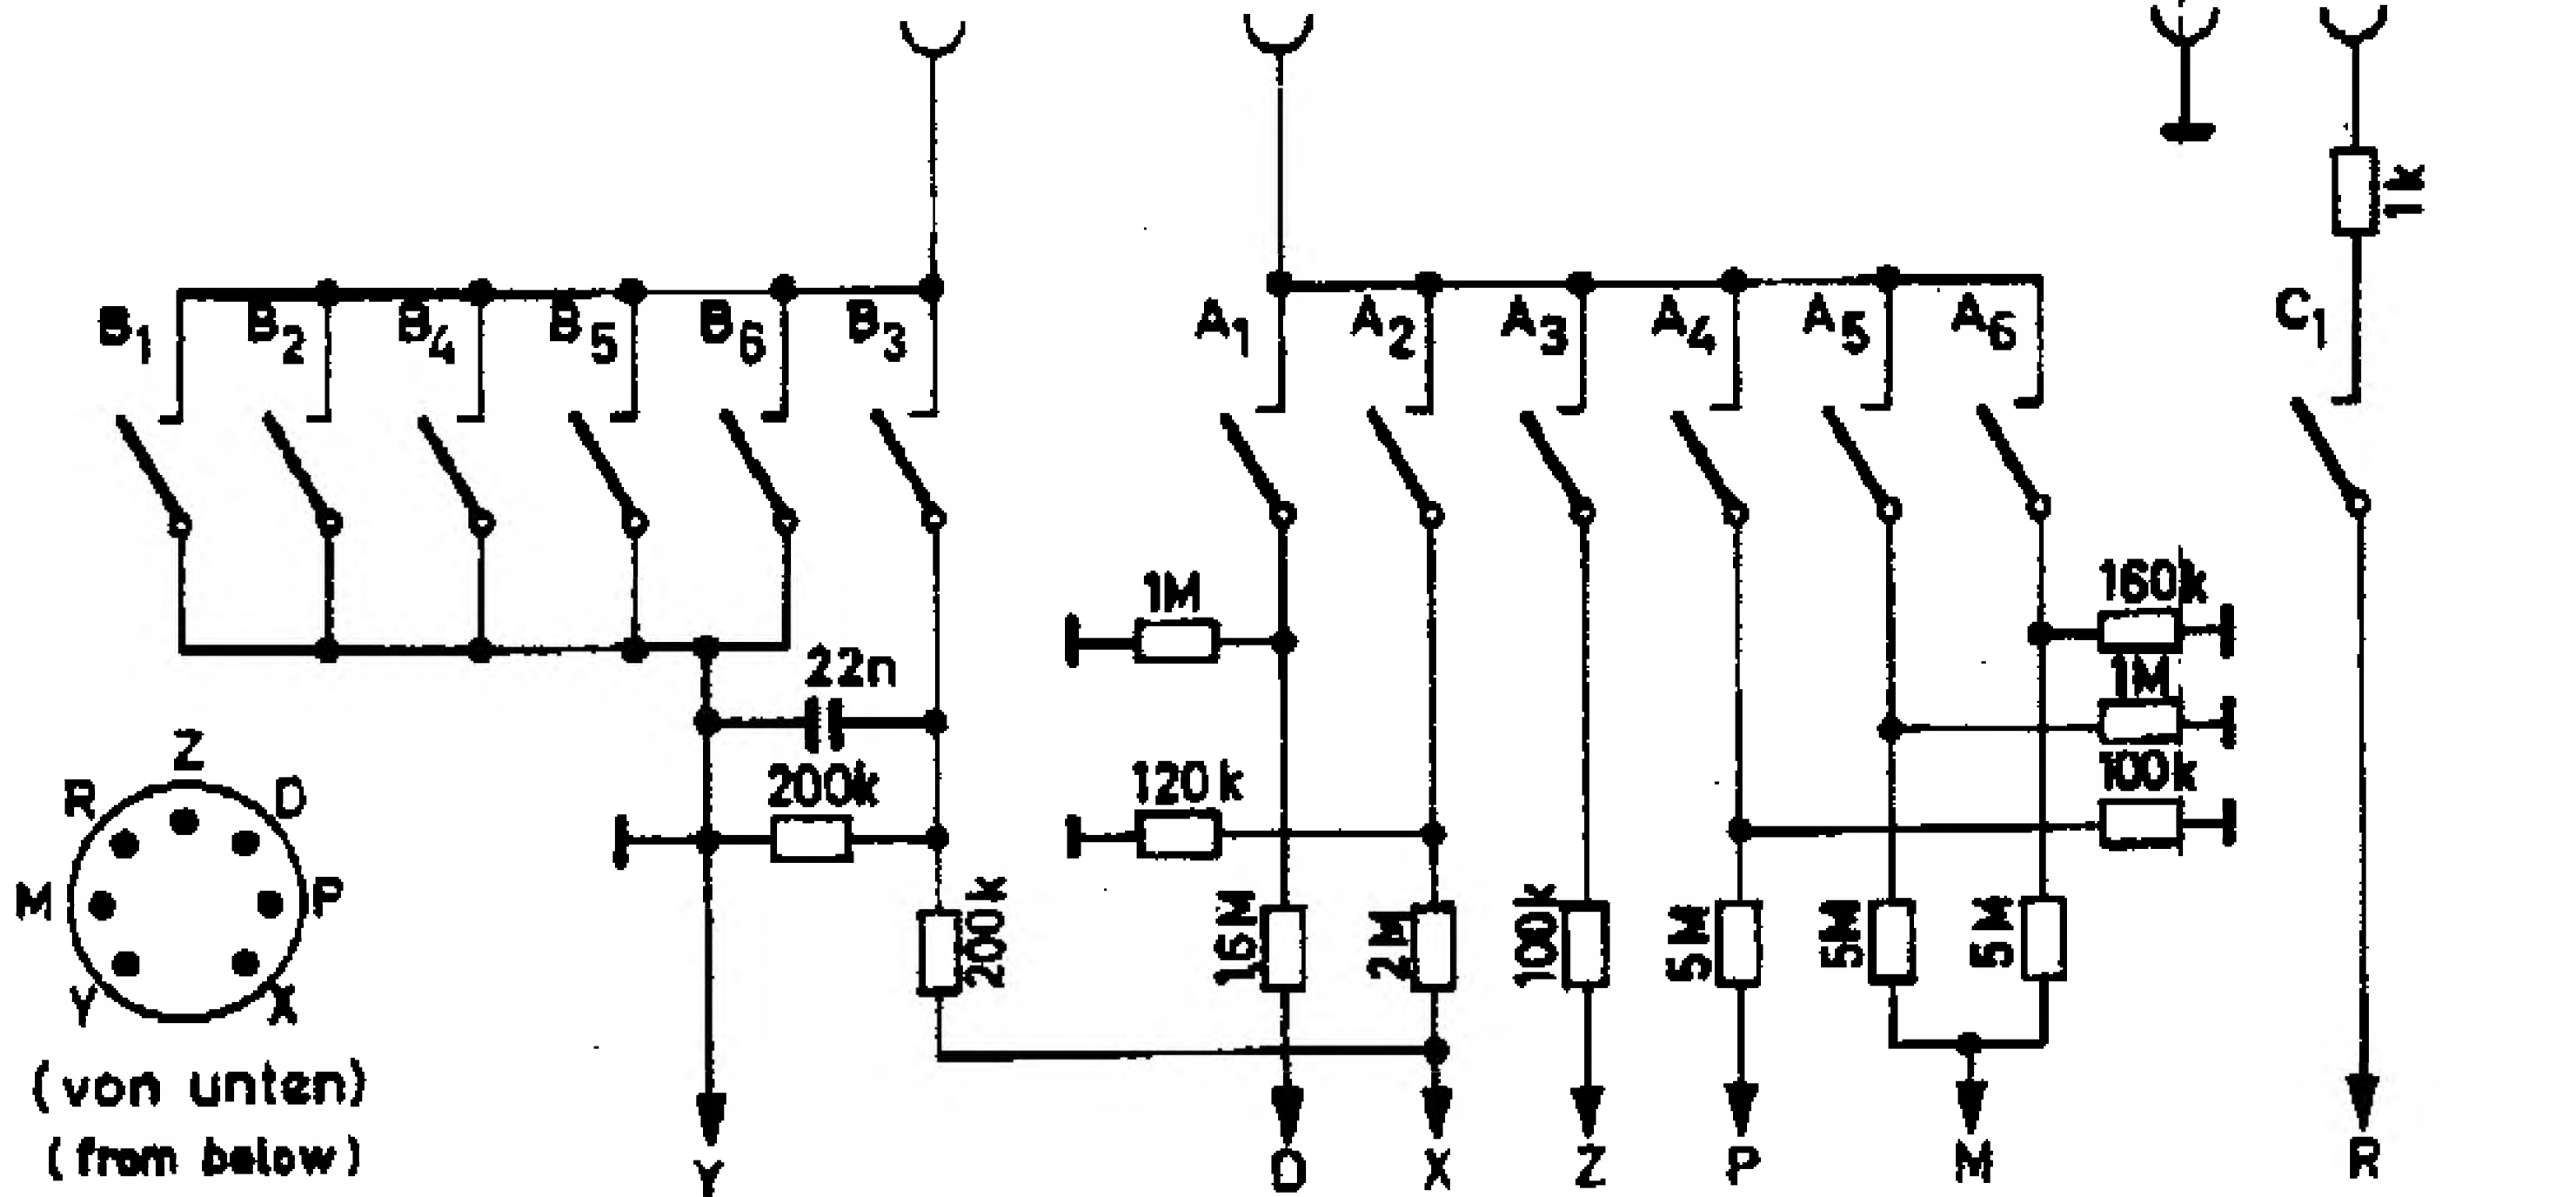 1k
B1 B2 B4 B5 B6 B3 A1 A2 A3 A4 A5 A6 C1
1M 160k
22n 1M
200k 120k 100k
Z
R D
M P
Y X
200k 16M 2M 100k 5M 5M 5M
(von unten)
(from below)
Y D X Z P M R